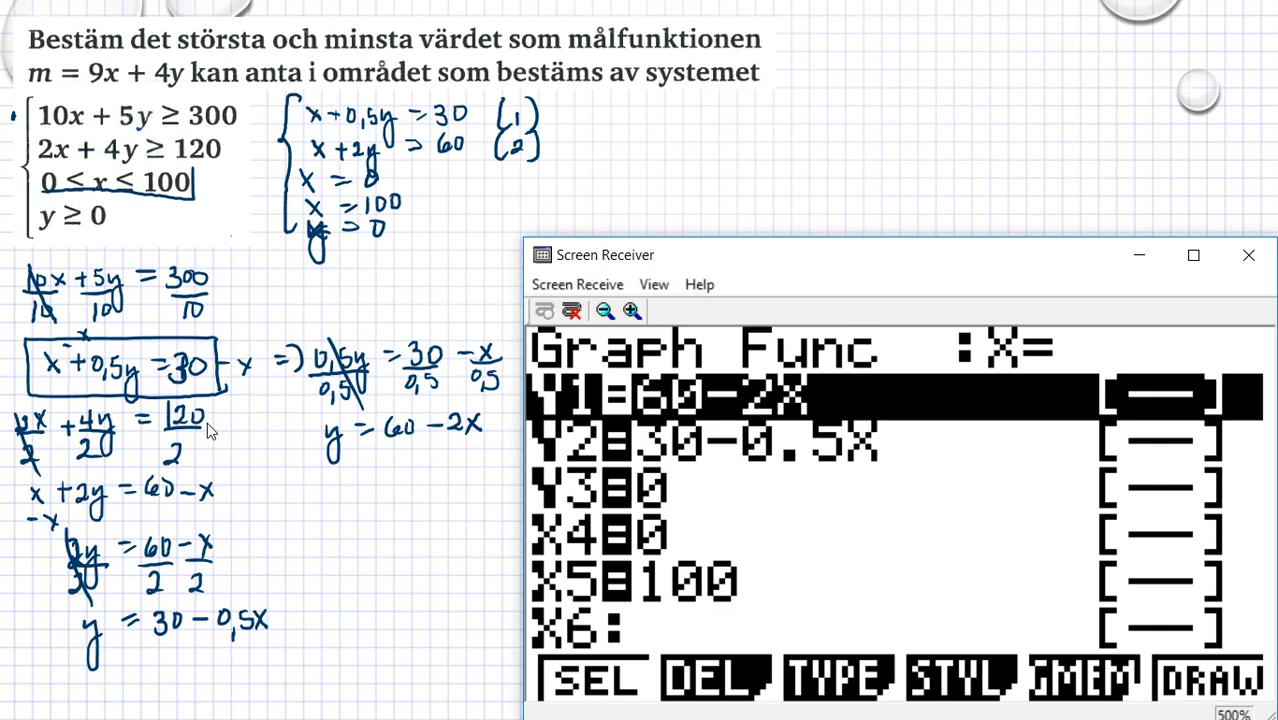 Bestäm det största och minsta värdet som målfunktionen
m = 9x + 4y kan anta i området som bestäms av systemet
10x + 5y ≥ 300
2x + 4y ≥ 120
0 ≤ x ≤ 100
y ≥ 0
x + 0,5y = 30 (1)
x + 2y = 60 (2)
x = 0
x = 100
y = 0
10x/10 + 5y/10 = 300/10
-x
x + 0,5y = 30 - x => 0,5y/0,5 = 30/0,5 - x/0,5
y = 60 - 2x
2x/2 + 4y/2 = 120/2
x + 2y = 60 - x
-x
2y/2 = 60/2 - x/2
y = 30 - 0,5x
Screen Receiver
Screen Receive View Help
Graph Func :X=
Y1=60-2X [—]
Y2=30-0.5X [—]
Y3=0 [—]
X4=0 [—]
X5=100 [—]
X6: [—]
SEL DEL TYPE STYL GMEM DRAW
500%